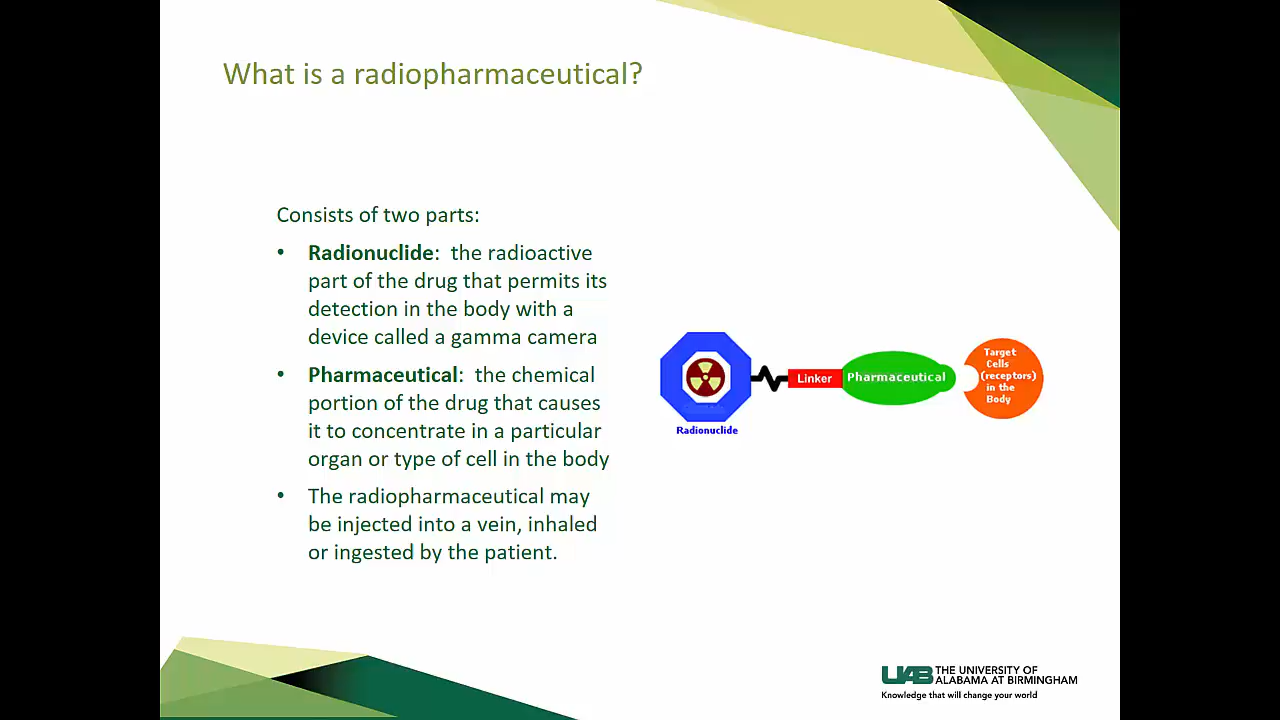 What is a radiopharmaceutical?
Consists of two parts:
• Radionuclide: the radioactive
part of the drug that permits its
detection in the body with a
device called a gamma camera
• Pharmaceutical: the chemical
portion of the drug that causes
it to concentrate in a particular
organ or type of cell in the body
• The radiopharmaceutical may
be injected into a vein, inhaled
or ingested by the patient.
Radionuclide
Linker
Pharmaceutical
Target
Cells
(receptors)
in the
Body
UAB THE UNIVERSITY OF
ALABAMA AT BIRMINGHAM
Knowledge that will change your world